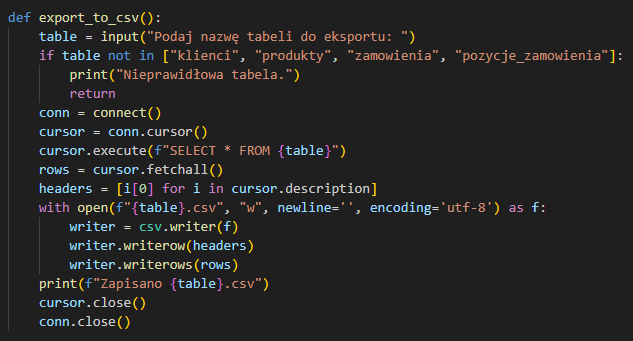 def export_to_csv():
    table = input("Podaj nazwę tabeli do eksportu: ")
    if table not in ["klienci", "produkty", "zamowienia", "pozycje_zamowienia"]:
        print("Nieprawidłowa tabela.")
        return
    conn = connect()
    cursor = conn.cursor()
    cursor.execute(f"SELECT * FROM {table}")
    rows = cursor.fetchall()
    headers = [i[0] for i in cursor.description]
    with open(f"{table}.csv", "w", newline='', encoding='utf-8') as f:
        writer = csv.writer(f)
        writer.writerow(headers)
        writer.writerows(rows)
    print(f"Zapisano {table}.csv")
    cursor.close()
    conn.close()